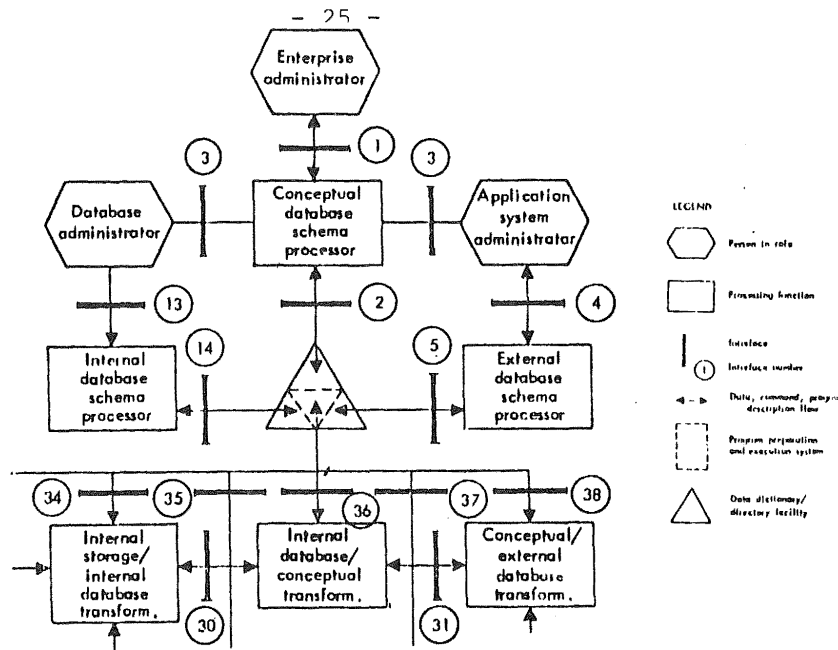 - 25 -
Enterprise
administrator
1
3
3
Database
administrator
Conceptual
database
schema
processor
Application
system
administrator
13
2
4
14
5
Internal
database
schema
processor
External
database
schema
processor
34
35
36
37
38
Internal
storage/
internal
database
transform.
Internal
database/
conceptual
transform.
Conceptual/
external
database
transform.
30
31
LEGEND
Person in role
Processing function
Interface
1
Interface number
Data, command, program
description flow
Program preparation
and execution system
Data dictionary/
directory facility